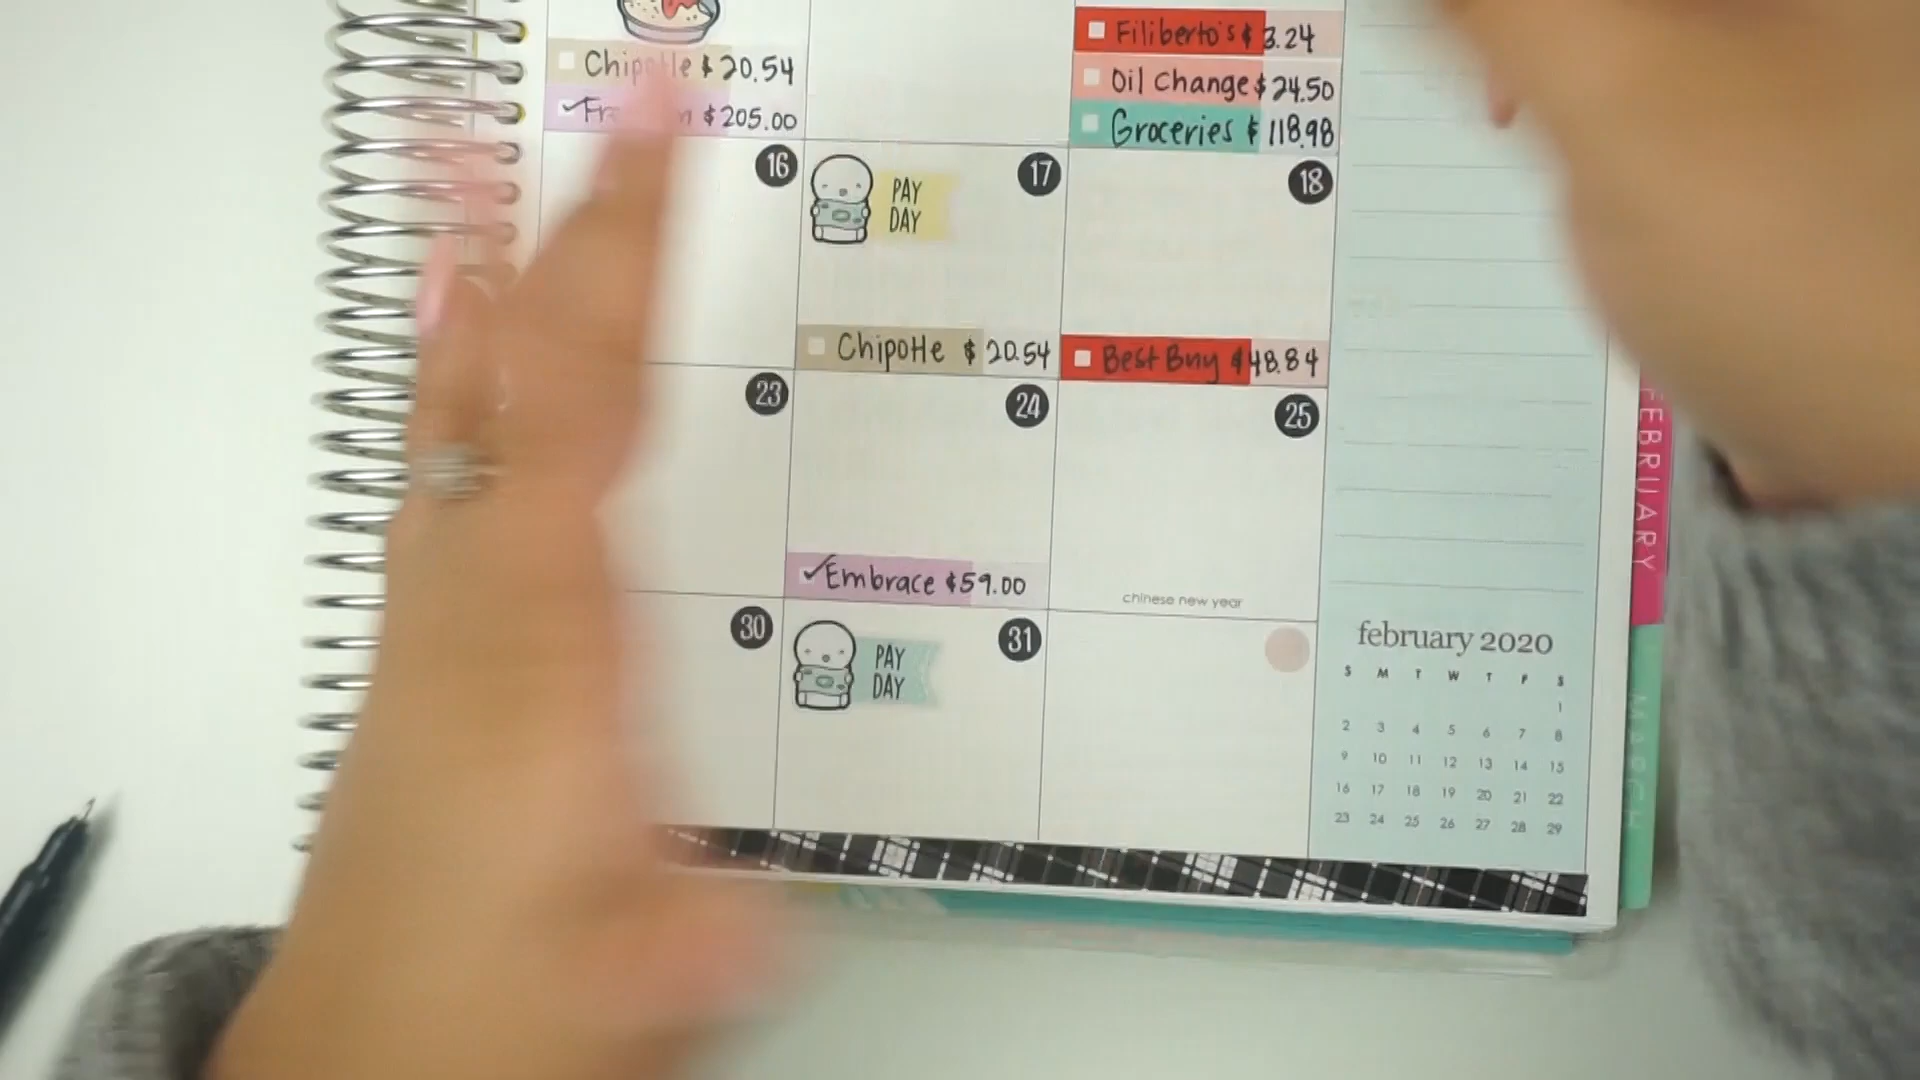 Filiberto's $ 3.24
Chipotle $ 20.54
Oil Change $ 24.50
$ 205.00
Groceries $ 118.98
16
17
18
PAY
DAY
Chipotle $ 20.54
Best Buy $48.84
23
24
25
Embrace $59.00
chinese new year
30
31
PAY
DAY
FEBRUARY
MARCH
february 2020
S M T W T F S
1
2 3 4 5 6 7 8
9 10 11 12 13 14 15
16 17 18 19 20 21 22
23 24 25 26 27 28 29